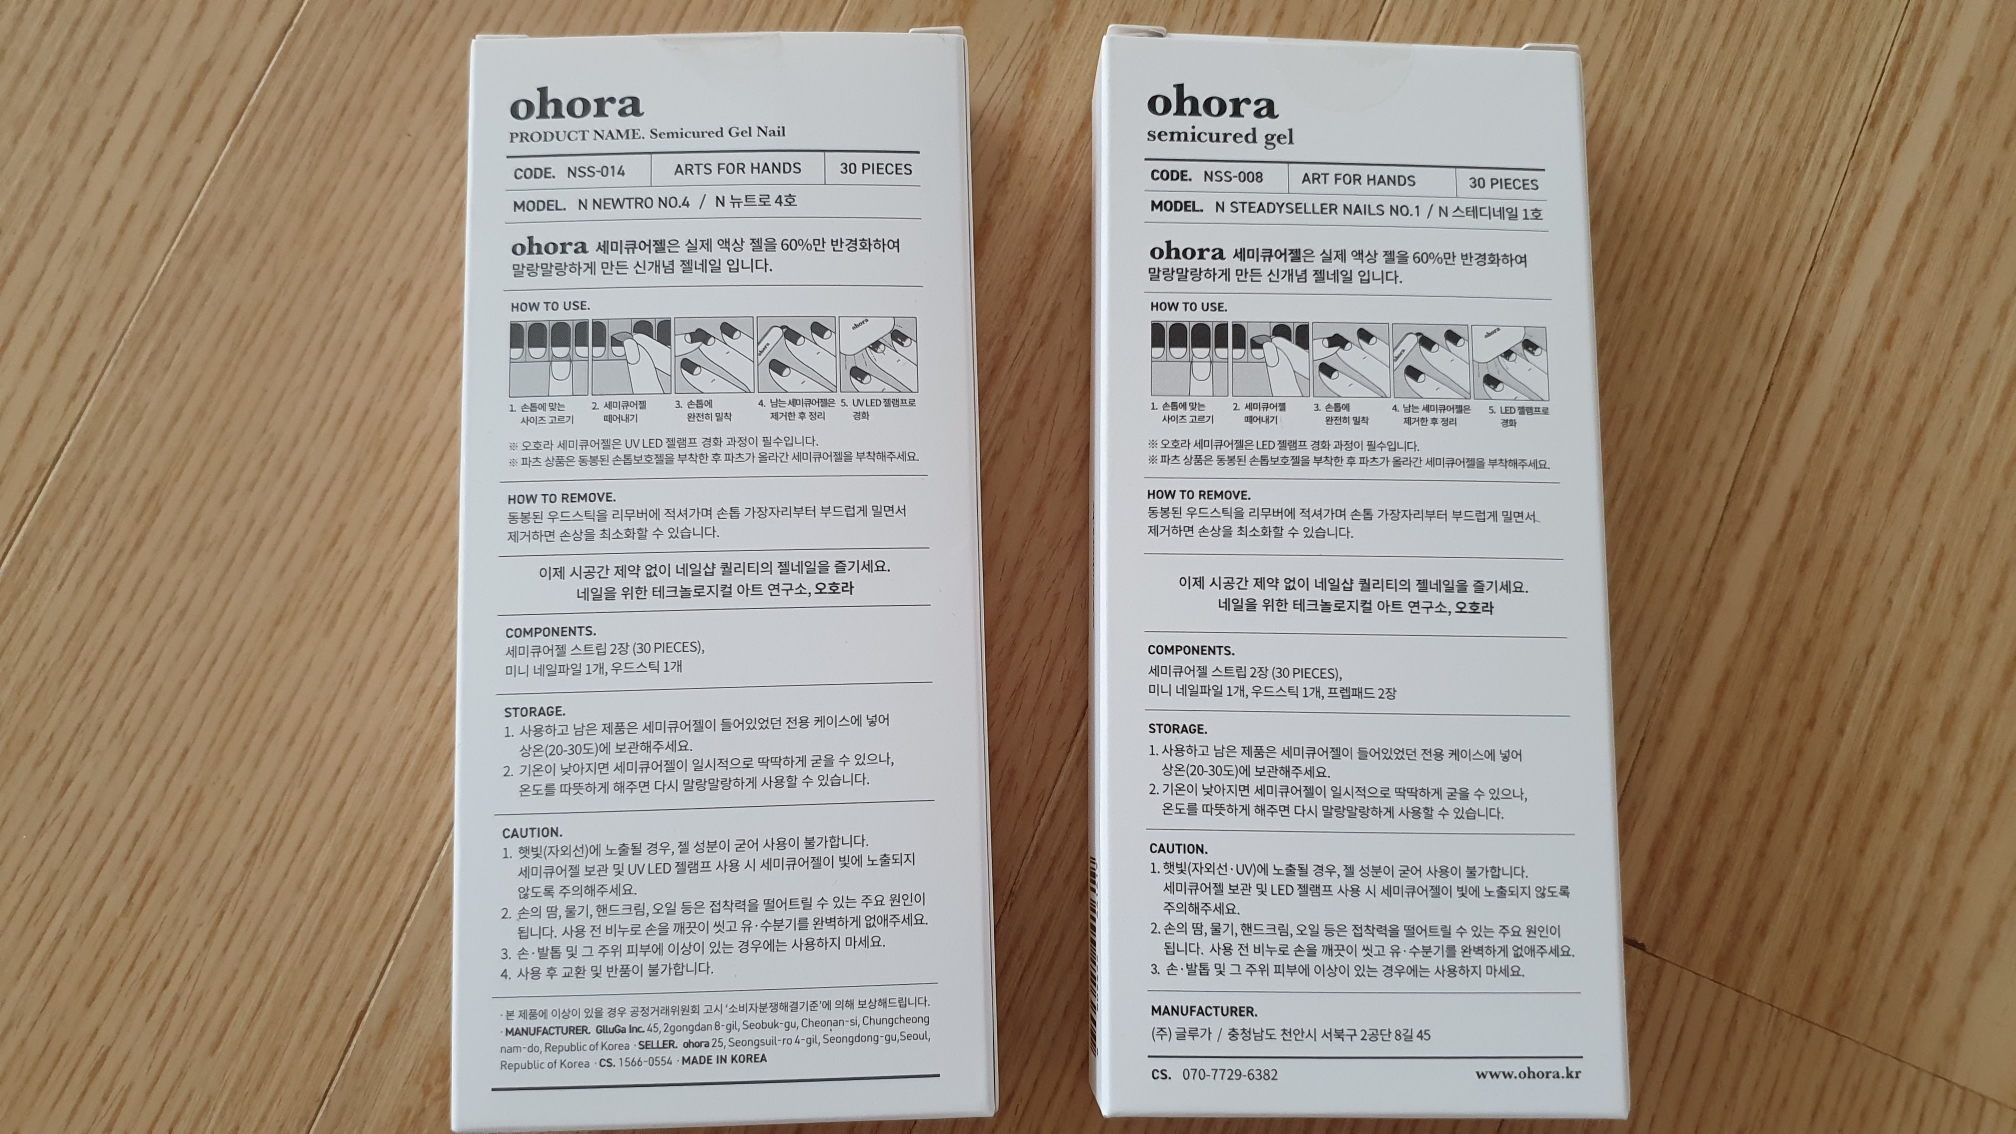 ohora
PRODUCT NAME. Semicured Gel Nail
CODE. NSS-014 ARTS FOR HANDS 30 PIECES
MODEL. N NEWTRO NO.4 / N 뉴트로 4호
ohora 세미큐어젤은 실제 액상 젤을 60%만 반경화하여
말랑말랑하게 만든 신개념 젤네일 입니다.
HOW TO USE.
1. 손톱에 맞는 2. 세미큐어젤 3. 손톱에 4. 남는 세미큐어젤은 5. UV LED 젤램프로
사이즈 고르기 떼어내기 완전히 밀착 제거한 후 정리 경화
※ 오호라 세미큐어젤은 UV LED 젤램프 경화 과정이 필수입니다.
※ 파츠 상품은 동봉된 손톱보호젤을 부착한 후 파츠가 올라간 세미큐어젤을 부착해주세요.
HOW TO REMOVE.
동봉된 우드스틱을 리무버에 적셔가며 손톱 가장자리부터 부드럽게 밀면서
제거하면 손상을 최소화할 수 있습니다.
이제 시공간 제약 없이 네일샵 퀄리티의 젤네일을 즐기세요.
네일을 위한 테크놀로지컬 아트 연구소, 오호라
COMPONENTS.
세미큐어젤 스트립 2장 (30 PIECES),
미니 네일파일 1개, 우드스틱 1개
STORAGE.
1. 사용하고 남은 제품은 세미큐어젤이 들어있었던 전용 케이스에 넣어
상온(20-30도)에 보관해주세요.
2. 기온이 낮아지면 세미큐어젤이 일시적으로 딱딱하게 굳을 수 있으나,
온도를 따뜻하게 해주면 다시 말랑말랑하게 사용할 수 있습니다.
CAUTION.
1. 햇빛(자외선)에 노출될 경우, 젤 성분이 굳어 사용이 불가합니다.
세미큐어젤 보관 및 UV LED 젤램프 사용 시 세미큐어젤이 빛에 노출되지
않도록 주의해주세요.
2. 손의 땀, 물기, 핸드크림, 오일 등은 접착력을 떨어트릴 수 있는 주요 원인이
됩니다. 사용 전 비누로 손을 깨끗이 씻고 유·수분기를 완벽하게 없애주세요.
3. 손·발톱 및 그 주위 피부에 이상이 있는 경우에는 사용하지 마세요.
4. 사용 후 교환 및 반품이 불가합니다.
· 본 제품에 이상이 있을 경우 공정거래위원회 고시 '소비자분쟁해결기준'에 의해 보상해드립니다.
· MANUFACTURER. GlluGa Inc. 45, 2gongdan 8-gil, Seobuk-gu, Cheonan-si, Chungcheong
nam-do, Republic of Korea · SELLER. ohora 25, Seongsuil-ro 4-gil, Seongdong-gu,Seoul,
Republic of Korea · CS. 1566-0554 · MADE IN KOREA
ohora
semicured gel
CODE. NSS-008 ART FOR HANDS 30 PIECES
MODEL. N STEADYSELLER NAILS NO.1 / N 스테디네일 1호
ohora 세미큐어젤은 실제 액상 젤을 60%만 반경화하여
말랑말랑하게 만든 신개념 젤네일 입니다.
HOW TO USE.
1. 손톱에 맞는 2. 세미큐어젤 3. 손톱에 4. 남는 세미큐어젤은 5. LED 젤램프로
사이즈 고르기 떼어내기 완전히 밀착 제거한 후 정리 경화
※ 오호라 세미큐어젤은 LED 젤램프 경화 과정이 필수입니다.
※ 파츠 상품은 동봉된 손톱보호젤을 부착한 후 파츠가 올라간 세미큐어젤을 부착해주세요.
HOW TO REMOVE.
동봉된 우드스틱을 리무버에 적셔가며 손톱 가장자리부터 부드럽게 밀면서
제거하면 손상을 최소화할 수 있습니다.
이제 시공간 제약 없이 네일샵 퀄리티의 젤네일을 즐기세요.
네일을 위한 테크놀로지컬 아트 연구소, 오호라
COMPONENTS.
세미큐어젤 스트립 2장 (30 PIECES),
미니 네일파일 1개, 우드스틱 1개, 프렙패드 2장
STORAGE.
1. 사용하고 남은 제품은 세미큐어젤이 들어있었던 전용 케이스에 넣어
상온(20-30도)에 보관해주세요.
2. 기온이 낮아지면 세미큐어젤이 일시적으로 딱딱하게 굳을 수 있으나,
온도를 따뜻하게 해주면 다시 말랑말랑하게 사용할 수 있습니다.
CAUTION.
1. 햇빛(자외선·UV)에 노출될 경우, 젤 성분이 굳어 사용이 불가합니다.
세미큐어젤 보관 및 LED 젤램프 사용 시 세미큐어젤이 빛에 노출되지 않도록
주의해주세요.
2. 손의 땀, 물기, 핸드크림, 오일 등은 접착력을 떨어트릴 수 있는 주요 원인이
됩니다. 사용 전 비누로 손을 깨끗이 씻고 유·수분기를 완벽하게 없애주세요.
3. 손·발톱 및 그 주위 피부에 이상이 있는 경우에는 사용하지 마세요.
MANUFACTURER.
(주) 글루가 / 충청남도 천안시 서북구 2공단 8길 45
CS. 070-7729-6382 www.ohora.kr